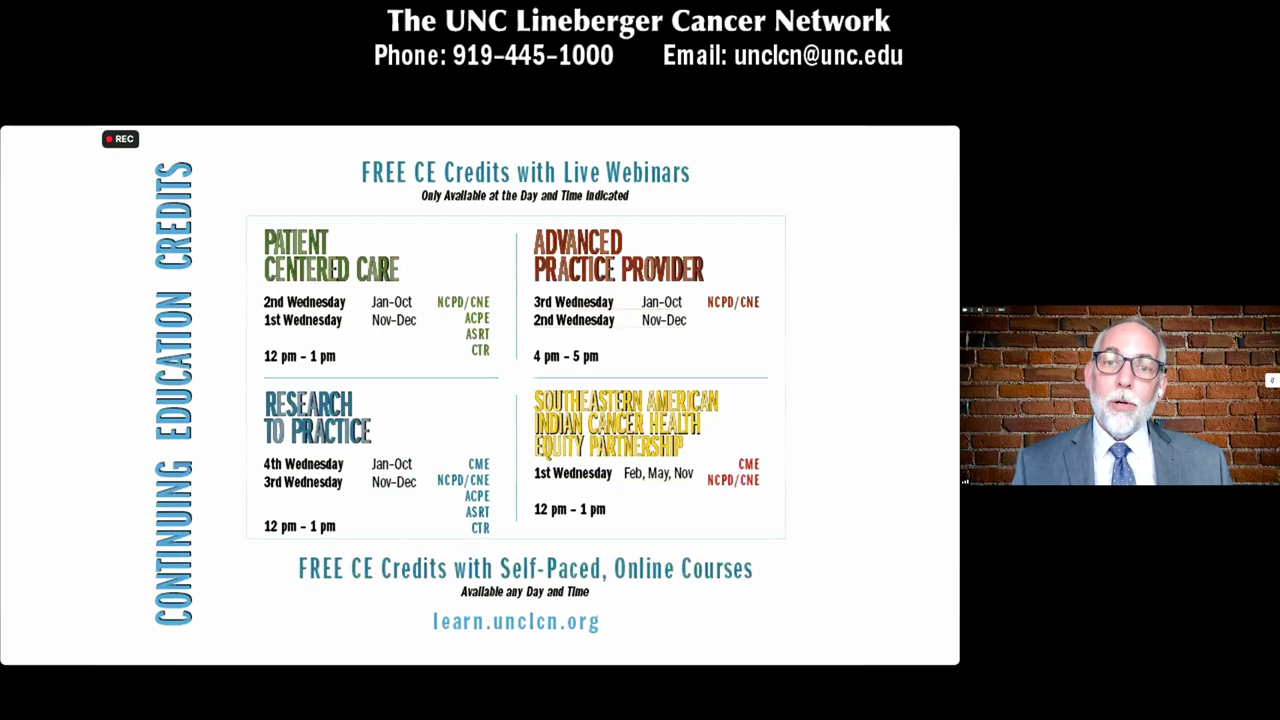 The UNC Lineberger Cancer Network
Phone: 919-445-1000 Email: unclcn@unc.edu
REC
CONTINUING EDUCATION CREDITS
FREE CE Credits with Live Webinars
Only Available at the Day and Time Indicated
PATIENT
CENTERED CARE
2nd Wednesday Jan-Oct NCPD/CNE
1st Wednesday Nov-Dec ACPE
ASRT
CTR
12 pm - 1 pm
ADVANCED
PRACTICE PROVIDER
3rd Wednesday Jan-Oct NCPD/CNE
2nd Wednesday Nov-Dec
4 pm - 5 pm
RESEARCH
TO PRACTICE
4th Wednesday Jan-Oct CME
3rd Wednesday Nov-Dec NCPD/CNE
ACPE
ASRT
12 pm - 1 pm CTR
SOUTHEASTERN AMERICAN
INDIAN CANCER HEALTH
EQUITY PARTNERSHIP
1st Wednesday Feb, May, Nov CME
NCPD/CNE
12 pm - 1 pm
FREE CE Credits with Self-Paced, Online Courses
Available any Day and Time
learn.unclcn.org